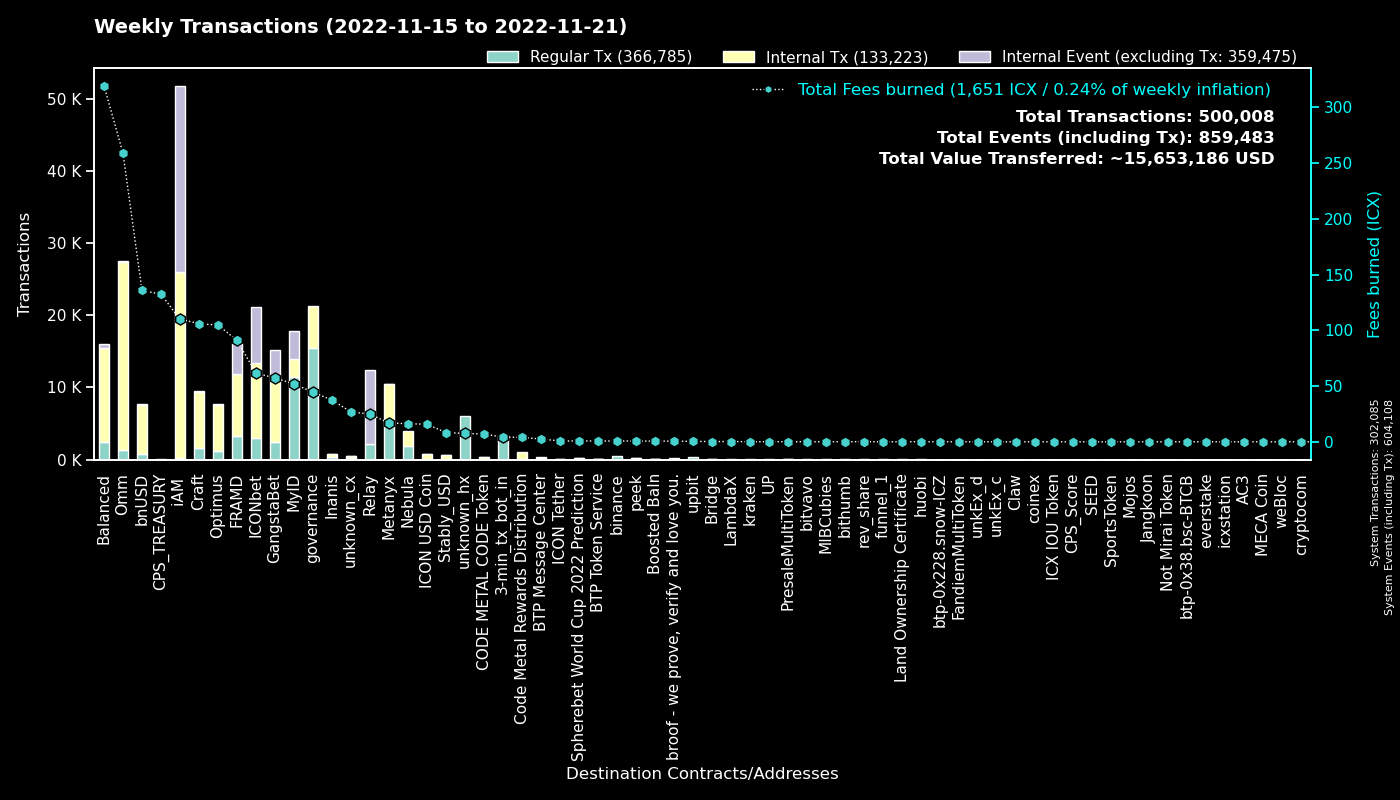 Weekly Transactions (2022-11-15 to 2022-11-21)
Regular Tx (366,785)
Internal Tx (133,223)
Internal Event (excluding Tx: 359,475)
Total Fees burned (1,651 ICX / 0.24% of weekly inflation)
Total Transactions: 500,008
Total Events (including Tx): 859,483
Total Value Transferred: ~15,653,186 USD
Transactions
50 K
40 K
30 K
20 K
10 K
0 K
300
250
200
150
100
50
0
Fees burned (ICX)
System Transactions: 302,085
System Events (including Tx): 604,108
Balanced
Omm
bnUSD
CPS_TREASURY
iAM
Craft
Optimus
FRAMD
ICONbet
GangstaBet
MyID
governance
Inanis
unknown_cx
Relay
Metanyx
Nebula
ICON USD Coin
Stably_USD
unknown_hx
CODE METAL CODE Token
3-min_tx_bot_in
Code Metal Rewards Distribution
BTP Message Center
ICON Tether
Spherebet World Cup 2022 Prediction
BTP Token Service
binance
peek
Boosted Baln
broof - we prove, verify and love you.
upbit
Bridge
LambdaX
kraken
UP
PresaleMultiToken
bitvavo
MIBCubies
bithumb
rev_share
funnel_1
Land Ownership Certificate
huobi
btp-0x228.snow-ICZ
FandiemMultiToken
unkEx_d
unkEx_c
Claw
coinex
ICX IOU Token
CPS_Score
SEED
SportsToken
Mojos
Jangkoon
Not Mirai Token
btp-0x38.bsc-BTCB
everstake
icxstation
AC3
MECA Coin
weBloc
cryptocom
Destination Contracts/Addresses